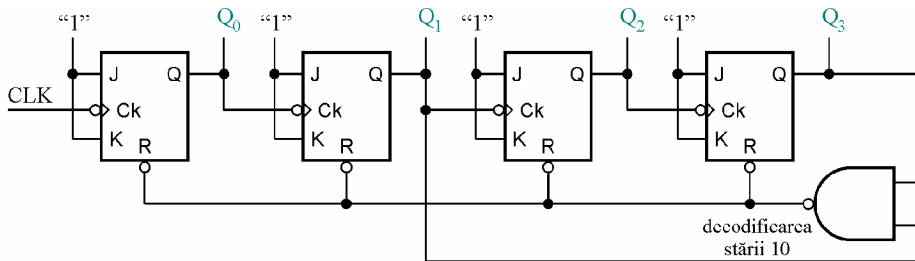 “1” Q0 “1” Q1 “1” Q2 “1” Q3
J Q J Q J Q J Q
CLK
Ck Ck Ck Ck
K K K K
R R R R
decodificarea
stării 10